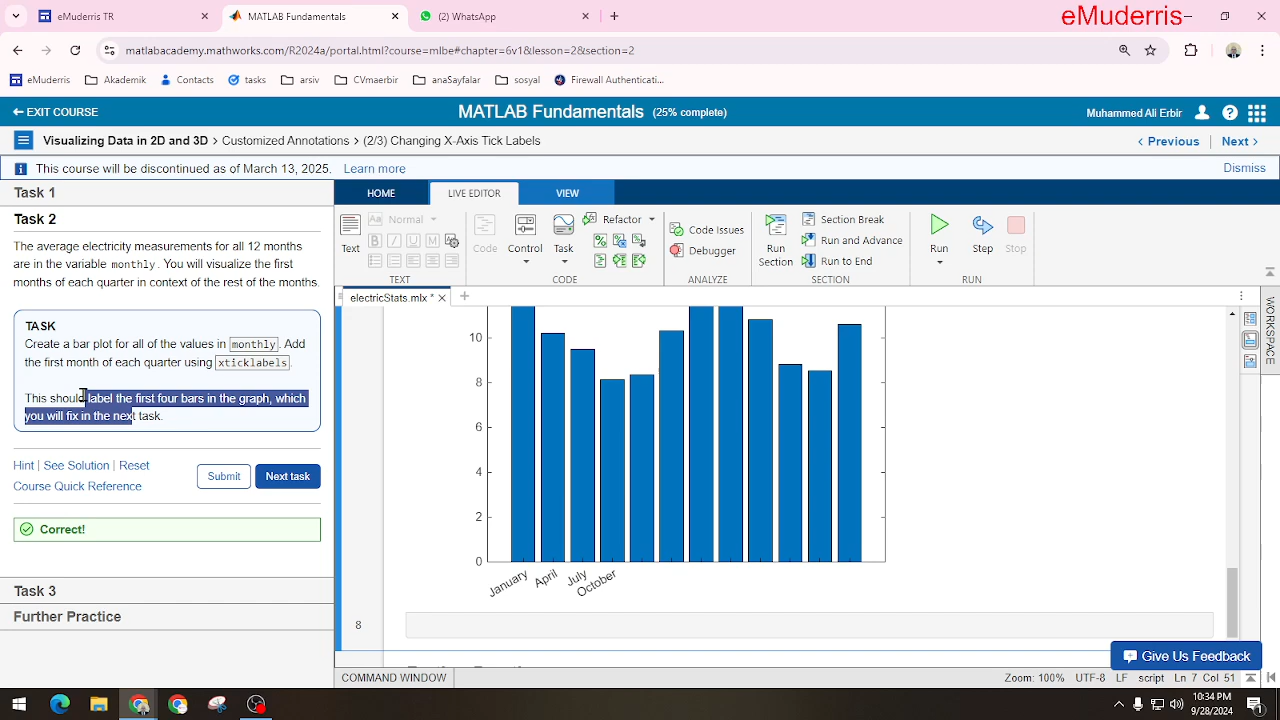 eMuderris TR
MATLAB Fundamentals
(2) WhatsApp
eMuderris
matlabacademy.mathworks.com/R2024a/portal.html?course=mlbe#chapter=6v1&lesson=2&section=2
eMuderris
Akademik
Contacts
tasks
arsiv
CVmaerbir
anaSayfalar
sosyal
Firewall Authenticati...
EXIT COURSE
MATLAB Fundamentals (25% complete)
Muhammed Ali Erbir
Visualizing Data in 2D and 3D > Customized Annotations > (2/3) Changing X-Axis Tick Labels
< Previous | Next >
This course will be discontinued as of March 13, 2025. Learn more
Dismiss
Task 1
Task 2
The average electricity measurements for all 12 months
are in the variable monthly. You will visualize the first
months of each quarter in context of the rest of the months.
TASK
Create a bar plot for all of the values in monthly. Add
the first month of each quarter using xticklabels.
This should label the first four bars in the graph, which
you will fix in the next task.
Hint | See Solution | Reset
Course Quick Reference
Submit
Next task
Correct!
Task 3
Further Practice
HOME
LIVE EDITOR
VIEW
Text
Aa Normal
B I U M
TEXT
Code
Control
Task
Refactor
CODE
Code Issues
Debugger
ANALYZE
Run
Section
Section Break
Run and Advance
Run to End
SECTION
Run
Step
Stop
RUN
electricStats.mlx *
WORKSPACE
10
8
6
4
2
0
January
April
July
October
8
Give Us Feedback
COMMAND WINDOW
Zoom: 100% UTF-8 LF script Ln 7 Col 51
10:34 PM
9/28/2024